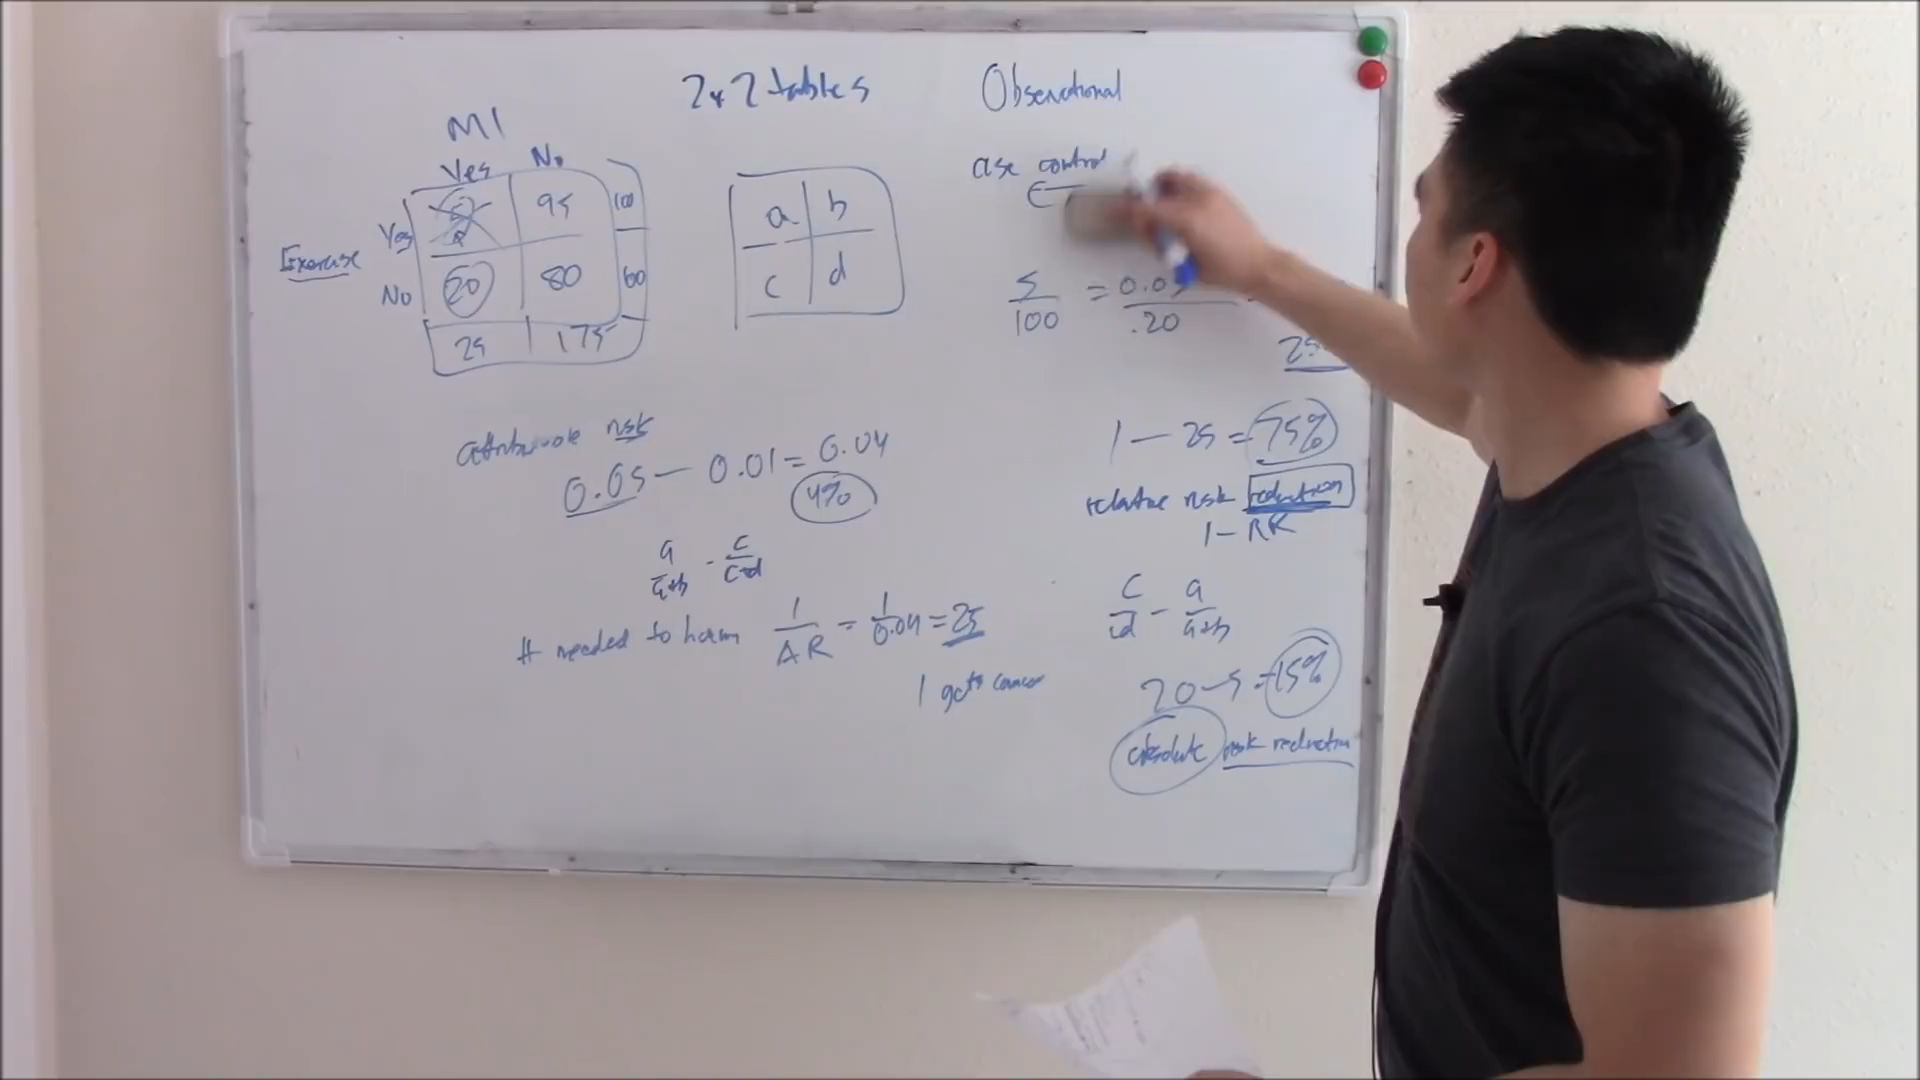 2x2 tables
Observational
MI
Yes No
Yes 95 100
Exercise
No 20 80 100
25 175
a b
c d
ase control
5/100 = 0.05/.20
25
1 - 25 = 75%
relative risk reduction
1 - RR
attributable risk
0.05 - 0.01 = 0.04
4%
a/a+b - c/c+d
# needed to harm 1/AR = 1/0.04 = 25
1 gets cancer
c/cd - a/a+b
20 - 5 = 15%
absolute risk reduction